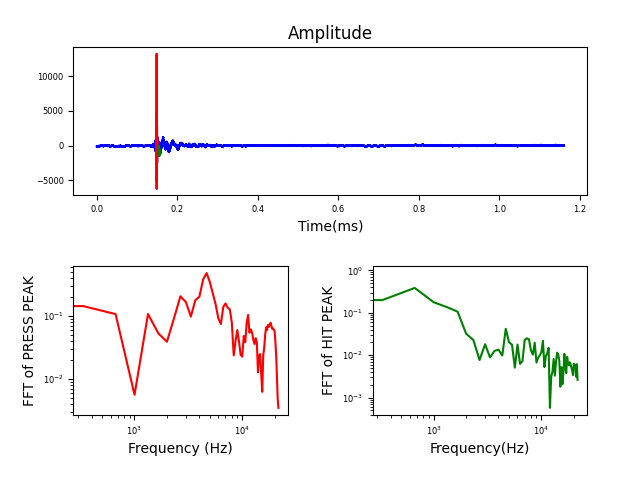 Amplitude
10000
5000
0
−5000
0.0 0.2 0.4 0.6 0.8 1.0 1.2
Time(ms)
FFT of PRESS PEAK
10⁻¹
10⁻²
10³ 10⁴
Frequency (Hz)
FFT of HIT PEAK
10⁰
10⁻¹
10⁻²
10⁻³
10³ 10⁴
Frequency(Hz)